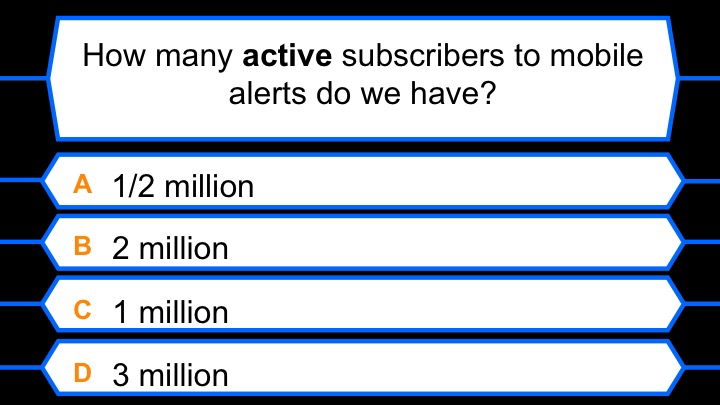 How many active subscribers to mobile
alerts do we have?
A 1/2 million
B 2 million
C 1 million
D 3 million